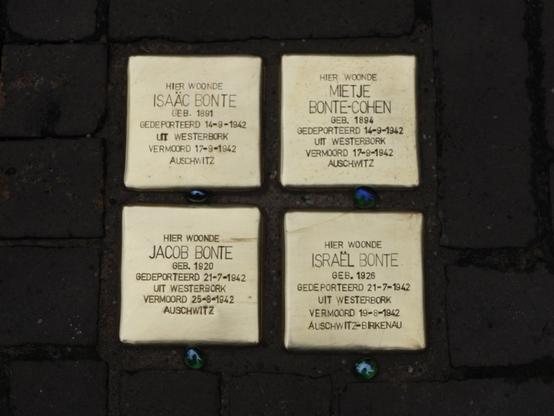 HIER WOONDE
ISAÄC BONTE
GEB. 1891
GEDEPORTEERD 14-9-1942
UIT WESTERBORK
VERMOORD 17-9-1942
AUSCHWITZ
HIER WOONDE
MIETJE
BONTE-COHEN
GEB. 1894
GEDEPORTEERD 14-9-1942
UIT WESTERBORK
VERMOORD 17-9-1942
AUSCHWITZ
HIER WOONDE
JACOB BONTE
GEB. 1920
GEDEPORTEERD 21-7-1942
UIT WESTERBORK
VERMOORD 25-8-1942
AUSCHWITZ
HIER WOONDE
ISRAËL BONTE
GEB. 1926
GEDEPORTEERD 21-7-1942
UIT WESTERBORK
VERMOORD 19-8-1942
AUSCHWITZ-BIRKENAU